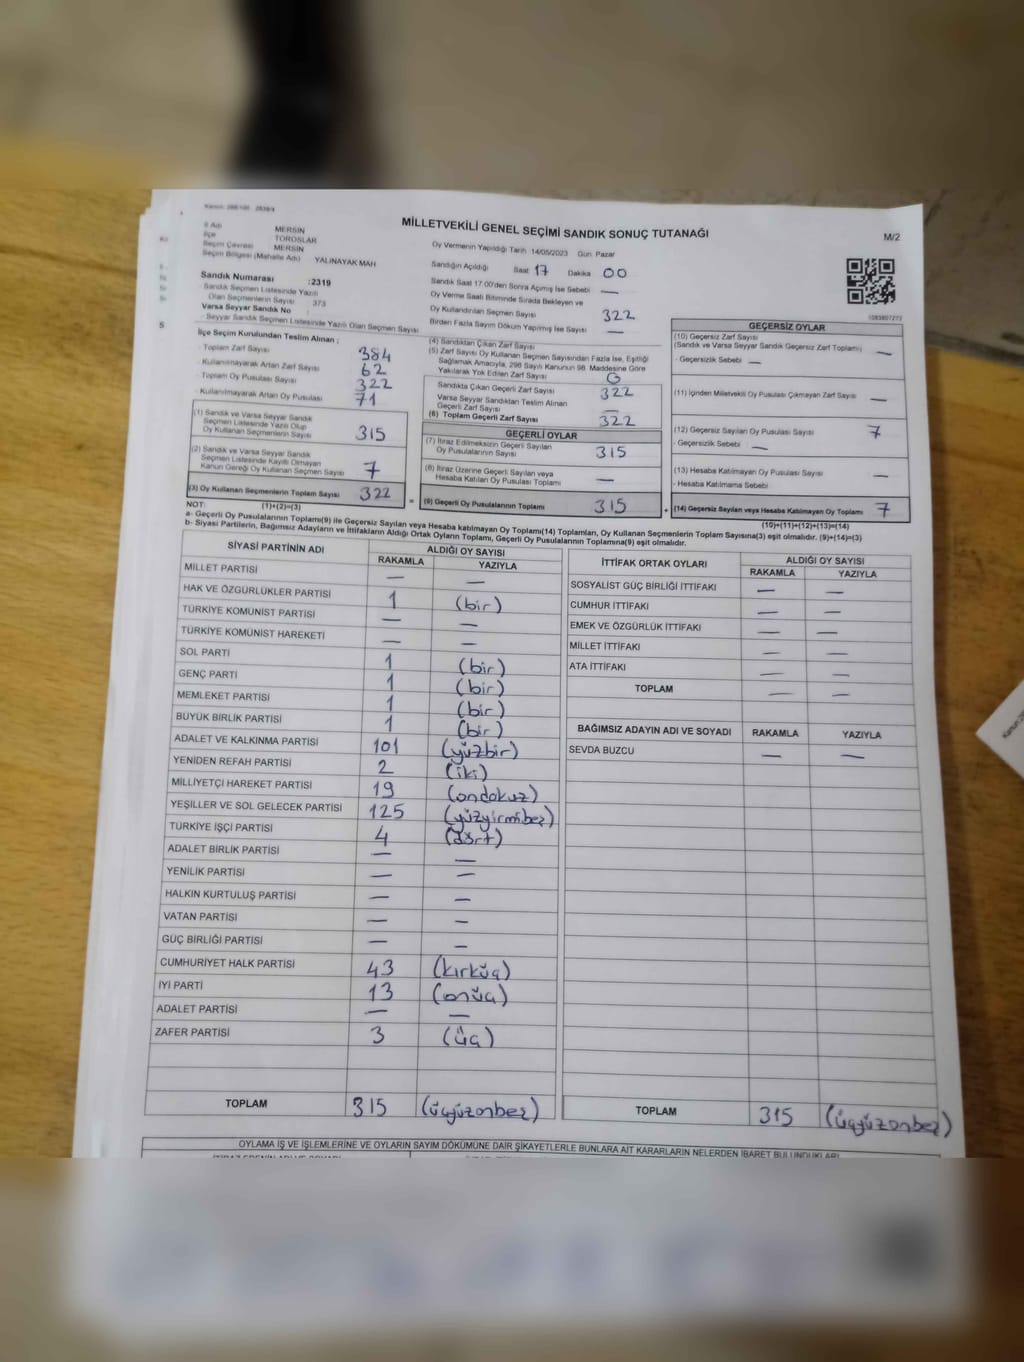 MİLLETVEKİLİ GENEL SEÇİMİ SANDIK SONUÇ TUTANAĞI
M/2
İl Adı MERSİN
İlçe TOROSLAR
Seçim Çevresi MERSİN
Seçim Bölgesi (Mahalle Adı) YALINAYAK MAH
Sandık Numarası :2319
Sandık Seçmen Listesinde Yazılı
Olan Seçmenlerin Sayısı 373
Varsa Seyyar Sandık No :
- Seyyar Sandık Seçmen Listesinde Yazılı Olan Seçmen Sayısı
Oy Vermenin Yapıldığı Tarih 14/05/2023 Gün Pazar
Sandığın Açıldığı Saat 17 Dakika 00
Sandık Saat 17.00'den Sonra Açılmış İse Sebebi —
Oy Verme Saati Bitiminde Sırada Bekleyen ve
Oy Kullandırılan Seçmen Sayısı 322
Birden Fazla Sayım Döküm Yapılmış İse Sayısı —
1083807273
İlçe Seçim Kurulundan Teslim Alınan ;
- Toplam Zarf Sayısı 384
- Kullanılmayarak Artan Zarf Sayısı 62
- Toplam Oy Pusulası Sayısı 322
- Kullanılmayarak Artan Oy Pusulası 71
(1) Sandık ve Varsa Seyyar Sandık
Seçmen Listesinde Yazılı Olup
Oy Kullanan Seçmenlerin Sayısı 315
(2) Sandık ve Varsa Seyyar Sandık
Seçmen Listesinde Kayıtlı Olmayan
Kanun Gereği Oy Kullanan Seçmen Sayısı 7
(3) Oy Kullanan Seçmenlerin Toplam Sayısı 322
(1)+(2)=(3)
(4) Sandıktan Çıkan Zarf Sayısı
(5) Zarf Sayısı Oy Kullanan Seçmen Sayısından Fazla İse, Eşitliği
Sağlamak Amacıyla, 298 Sayılı Kanunun 98. Maddesine Göre
Yakılarak Yok Edilen Zarf Sayısı
Sandıkta Çıkan Geçerli Zarf Sayısı 322
Varsa Seyyar Sandıktan Teslim Alınan
Geçerli Zarf Sayısı —
(6) Toplam Geçerli Zarf Sayısı 322
GEÇERLİ OYLAR
(7) İtiraz Edilmeksizin Geçerli Sayılan
Oy Pusulalarının Sayısı 315
(8) İtiraz Üzerine Geçerli Sayılan veya
Hesaba Katılan Oy Pusulası Toplamı —
= (9) Geçerli Oy Pusulalarının Toplamı 315
GEÇERSİZ OYLAR
(10) Geçersiz Zarf Sayısı
(Sandık ve Varsa Seyyar Sandık Geçersiz Zarf Toplamı) —
- Geçersizlik Sebebi —
(11) İçinden Milletvekili Oy Pusulası Çıkmayan Zarf Sayısı —
(12) Geçersiz Sayılan Oy Pusulası Sayısı 7
- Geçersizlik Sebebi —
(13) Hesaba Katılmayan Oy Pusulası Sayısı —
- Hesaba Katılmama Sebebi
+ (14) Geçersiz Sayılan veya Hesaba Katılmayan Oy Toplamı 7
(10)+(11)+(12)+(13)=(14)
NOT:
a- Geçerli Oy Pusulalarının Toplamı(9) ile Geçersiz Sayılan veya Hesaba katılmayan Oy Toplamı(14) Toplamları, Oy Kullanan Seçmenlerin Toplam Sayısına(3) eşit olmalıdır. (9)+(14)=(3)
b- Siyasi Partilerin, Bağımsız Adayların ve İttifakların Aldığı Ortak Oyların Toplamı, Geçerli Oy Pusulalarının Toplamına(9) eşit olmalıdır.
SİYASİ PARTİNİN ADI ALDIĞI OY SAYISI
RAKAMLA YAZIYLA
MİLLET PARTİSİ — —
HAK VE ÖZGÜRLÜKLER PARTİSİ 1 (bir)
TÜRKİYE KOMÜNİST PARTİSİ — —
TÜRKİYE KOMÜNİST HAREKETİ — —
SOL PARTİ 1 (bir)
GENÇ PARTİ 1 (bir)
MEMLEKET PARTİSİ 1 (bir)
BÜYÜK BİRLİK PARTİSİ 1 (bir)
ADALET VE KALKINMA PARTİSİ 101 (yüzbir)
YENİDEN REFAH PARTİSİ 2 (iki)
MİLLİYETÇİ HAREKET PARTİSİ 19 (ondokuz)
YEŞİLLER VE SOL GELECEK PARTİSİ 125 (yüzyirmibeş)
TÜRKİYE İŞÇİ PARTİSİ 4 (dört)
ADALET BİRLİK PARTİSİ — —
YENİLİK PARTİSİ — —
HALKIN KURTULUŞ PARTİSİ — —
VATAN PARTİSİ — —
GÜÇ BİRLİĞİ PARTİSİ — —
CUMHURİYET HALK PARTİSİ 43 (kırküç)
İYİ PARTİ 13 (onüç)
ADALET PARTİSİ — —
ZAFER PARTİSİ 3 (üç)
TOPLAM 315 (üçyüzonbeş)
İTTİFAK ORTAK OYLARI ALDIĞI OY SAYISI
RAKAMLA YAZIYLA
SOSYALİST GÜÇ BİRLİĞİ İTTİFAKI — —
CUMHUR İTTİFAKI — —
EMEK VE ÖZGÜRLÜK İTTİFAKI — —
MİLLET İTTİFAKI — —
ATA İTTİFAKI — —
TOPLAM — —
BAĞIMSIZ ADAYIN ADI VE SOYADI RAKAMLA YAZIYLA
SEVDA BUZCU — —
TOPLAM 315 (üçyüzonbeş)
OYLAMA İŞ VE İŞLEMLERİNE VE OYLARIN SAYIM DÖKÜMÜNE DAİR ŞİKAYETLERLE BUNLARA AİT KARARLARIN NELERDEN İBARET BULUNDUKLARI